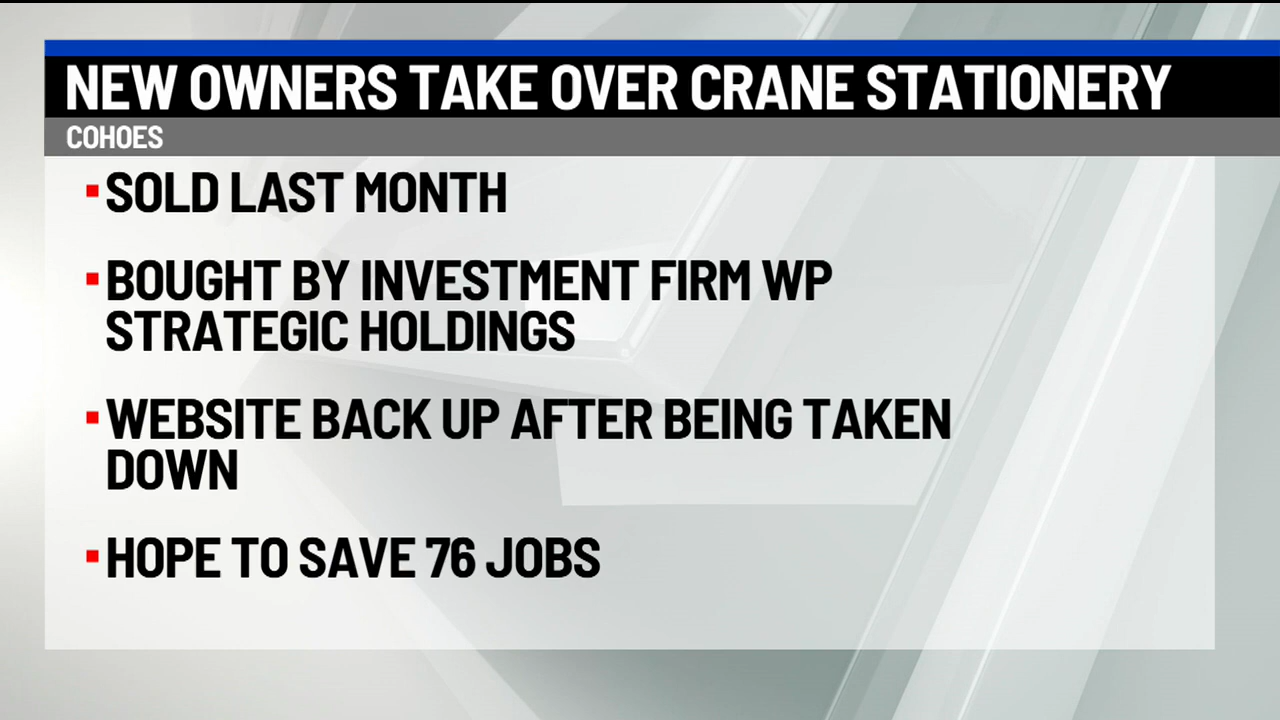 NEW OWNERS TAKE OVER CRANE STATIONERY
COHOES
SOLD LAST MONTH
BOUGHT BY INVESTMENT FIRM WP
STRATEGIC HOLDINGS
WEBSITE BACK UP AFTER BEING TAKEN
DOWN
HOPE TO SAVE 76 JOBS